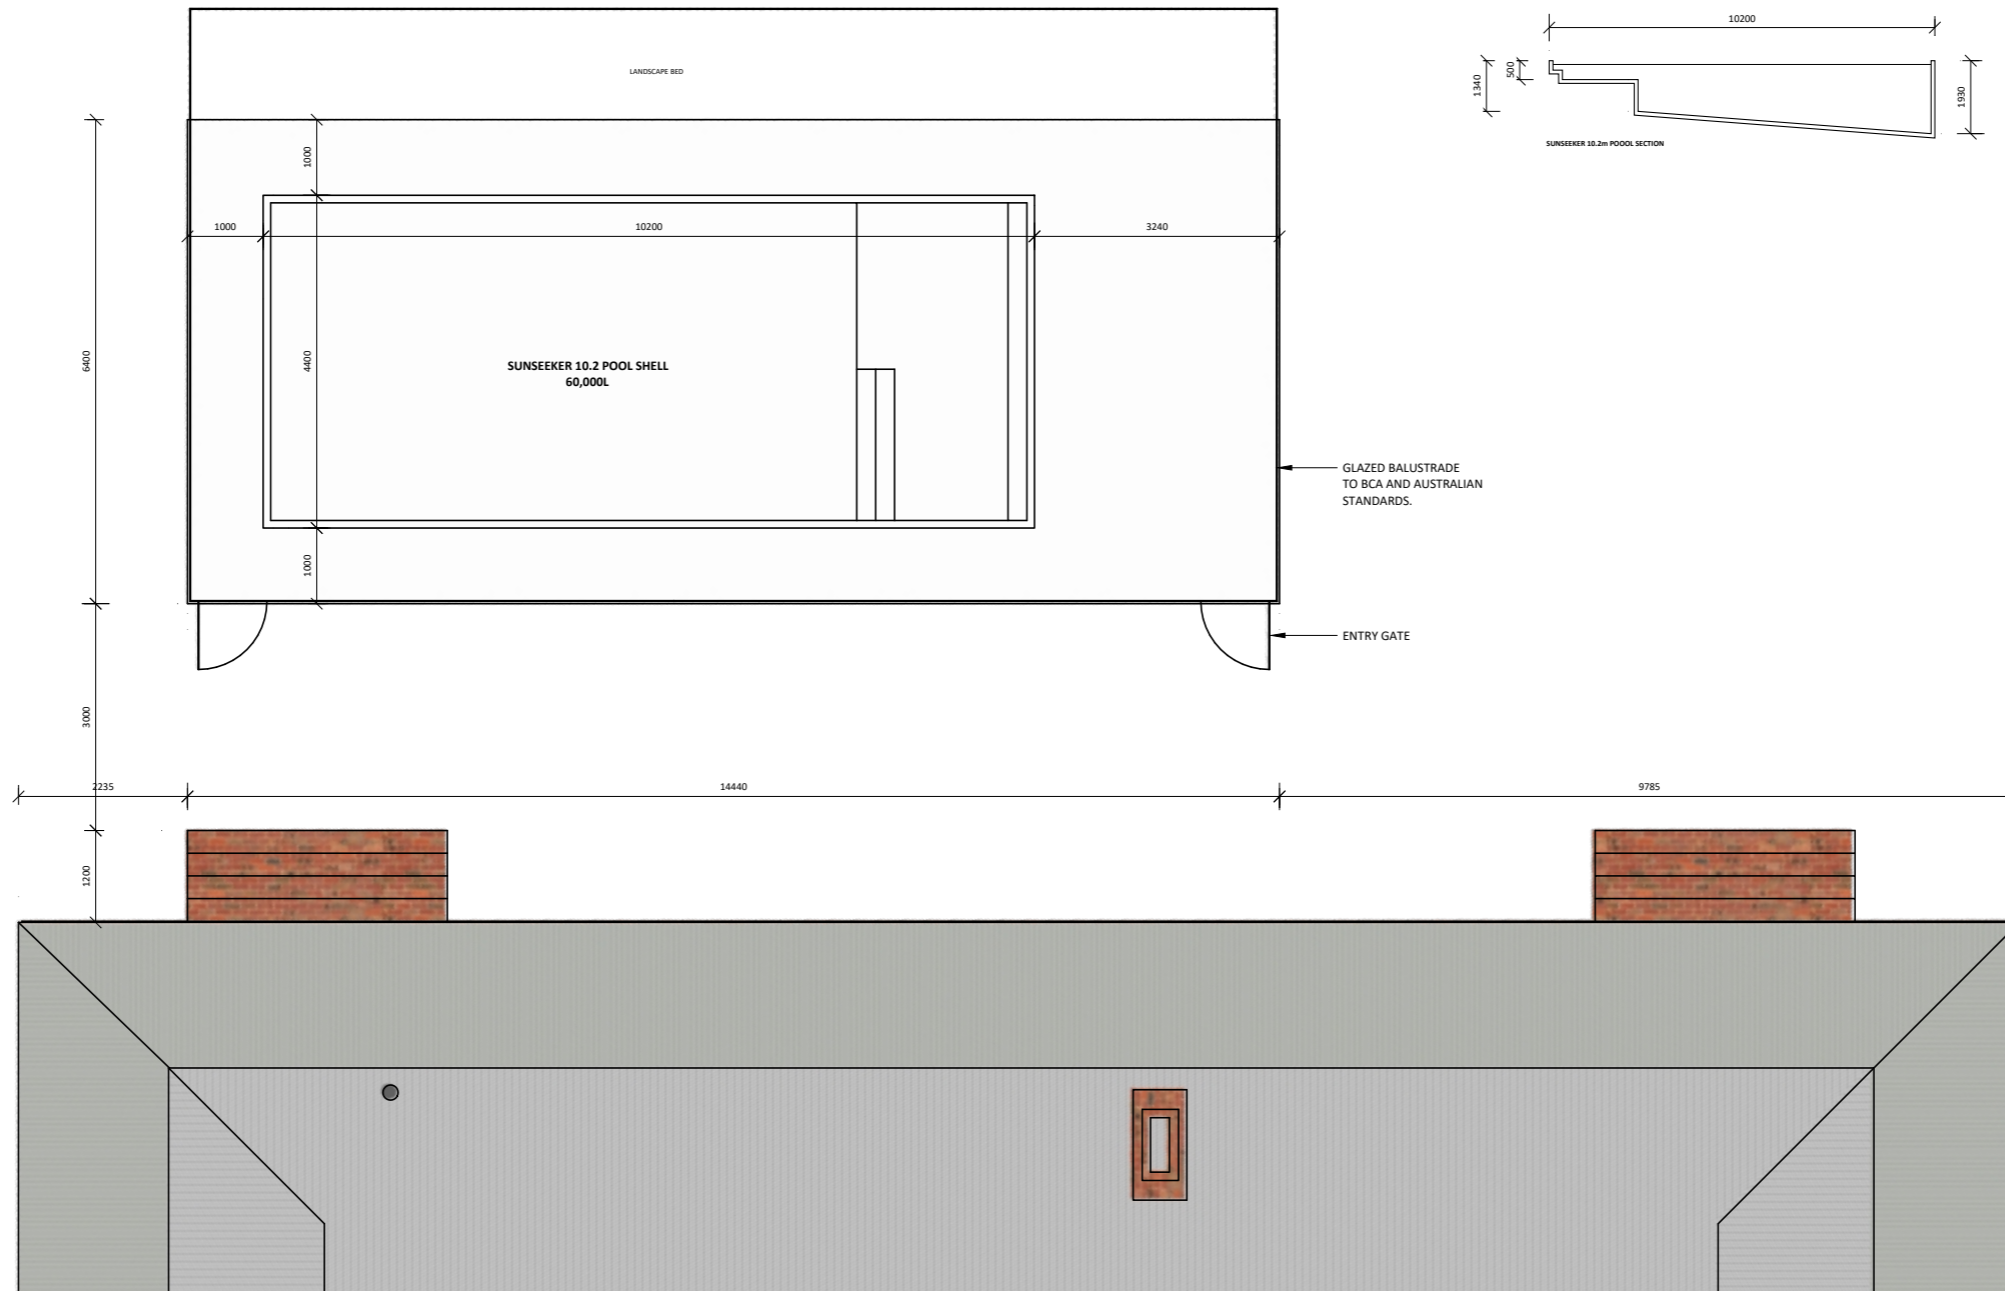 10200
LANDSCAPE BED
1340
500
1930
SUNSEEKER 10.2m POOOL SECTION
1000
1000
10200
3240
6400
4400
SUNSEEKER 10.2 POOL SHELL
60,000L
GLAZED BALUSTRADE
TO BCA AND AUSTRALIAN
STANDARDS.
1000
ENTRY GATE
3000
2235
14440
9785
1200